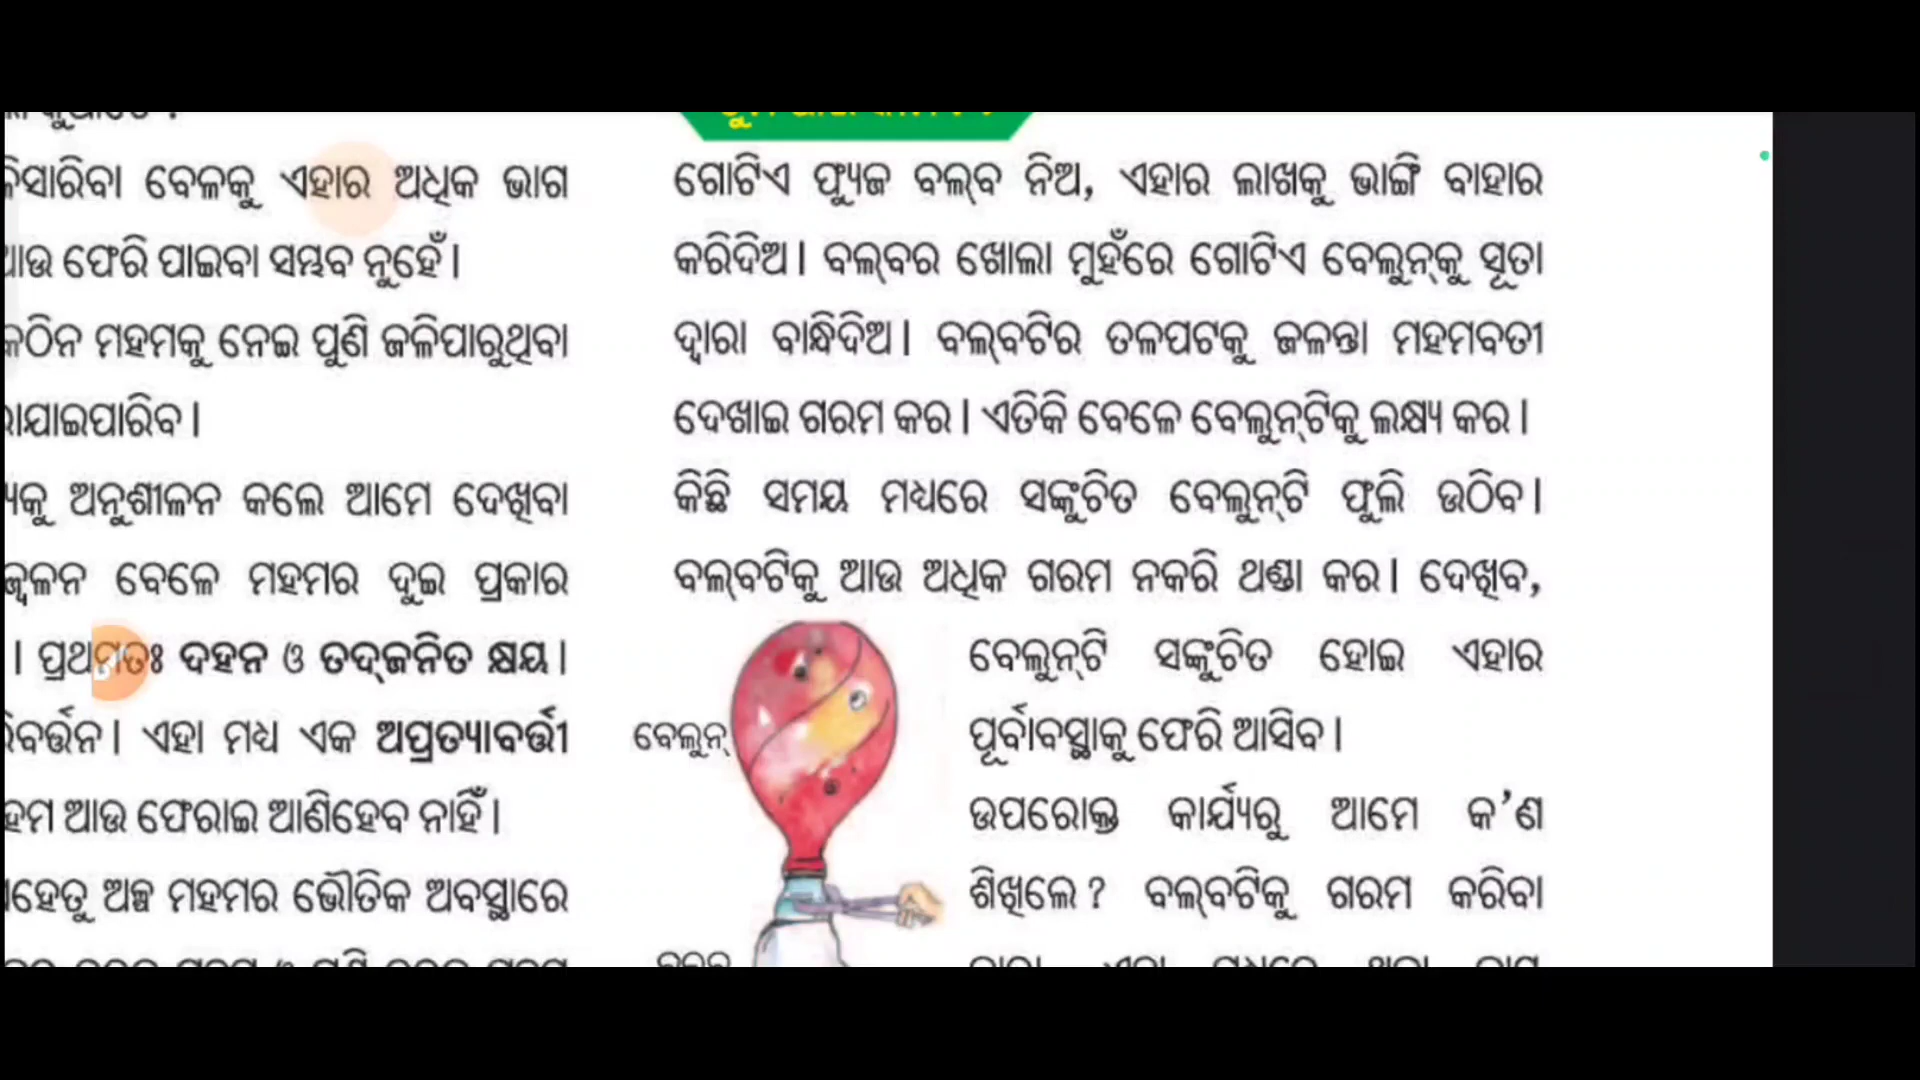 ସାରିବା ବେଳକୁ ଏହାର ଅଧିକ ଭାଗ
ଆଉ ଫେରି ପାଇବା ସମ୍ଭବ ନୁହେଁ।
କଠିନ ମହମକୁ ନେଇ ପୁଣି ଜଳିପାରୁଥିବା
ଯାଇପାରିବ।
କୁ ଅନୁଶୀଳନ କଲେ ଆମେ ଦେଖିବା
ଜ୍ଵଳନ ବେଳେ ମହମର ଦୁଇ ପ୍ରକାର
। ପ୍ରଥମତଃ ଦହନ ଓ ତଦ୍‌ଜନିତ କ୍ଷୟ।
ବର୍ତ୍ତନ। ଏହା ମଧ୍ୟ ଏକ ଅପ୍ରତ୍ୟାବର୍ତ୍ତୀ
ହମ ଆଉ ଫେରାଇ ଆଣିହେବ ନାହିଁ।
ହେତୁ ଅଳ୍ପ ମହମର ଭୌତିକ ଅବସ୍ଥାରେ
ଗୋଟିଏ ଫ୍ୟୁଜ ବଲ୍‌ବ ନିଅ, ଏହାର ଲାଖକୁ ଭାଙ୍ଗି ବାହାର
କରିଦିଅ। ବଲ୍‌ବର ଖୋଲା ମୁହଁରେ ଗୋଟିଏ ବେଲୁନ୍‌କୁ ସୂତା
ଦ୍ଵାରା ବାନ୍ଧିଦିଅ। ବଲ୍‌ବଟିର ତଳପଟକୁ ଜଳନ୍ତା ମହମବତୀ
ଦେଖାଇ ଗରମ କର। ଏତିକି ବେଳେ ବେଲୁନ୍‌ଟିକୁ ଲକ୍ଷ୍ୟ କର।
କିଛି ସମୟ ମଧ୍ୟରେ ସଙ୍କୁଚିତ ବେଲୁନ୍‌ଟି ଫୁଲି ଉଠିବ।
ବଲ୍‌ବଟିକୁ ଆଉ ଅଧିକ ଗରମ ନକରି ଥଣ୍ଡା କର। ଦେଖିବ,
ବେଲୁନ୍‌ଟି ସଙ୍କୁଚିତ ହୋଇ ଏହାର
ପୂର୍ବାବସ୍ଥାକୁ ଫେରି ଆସିବ।
ଉପରୋକ୍ତ କାର୍ଯ୍ୟରୁ ଆମେ କ’ଣ
ଶିଖିଲେ? ବଲ୍‌ବଟିକୁ ଗରମ କରିବା
ବେଲୁନ୍